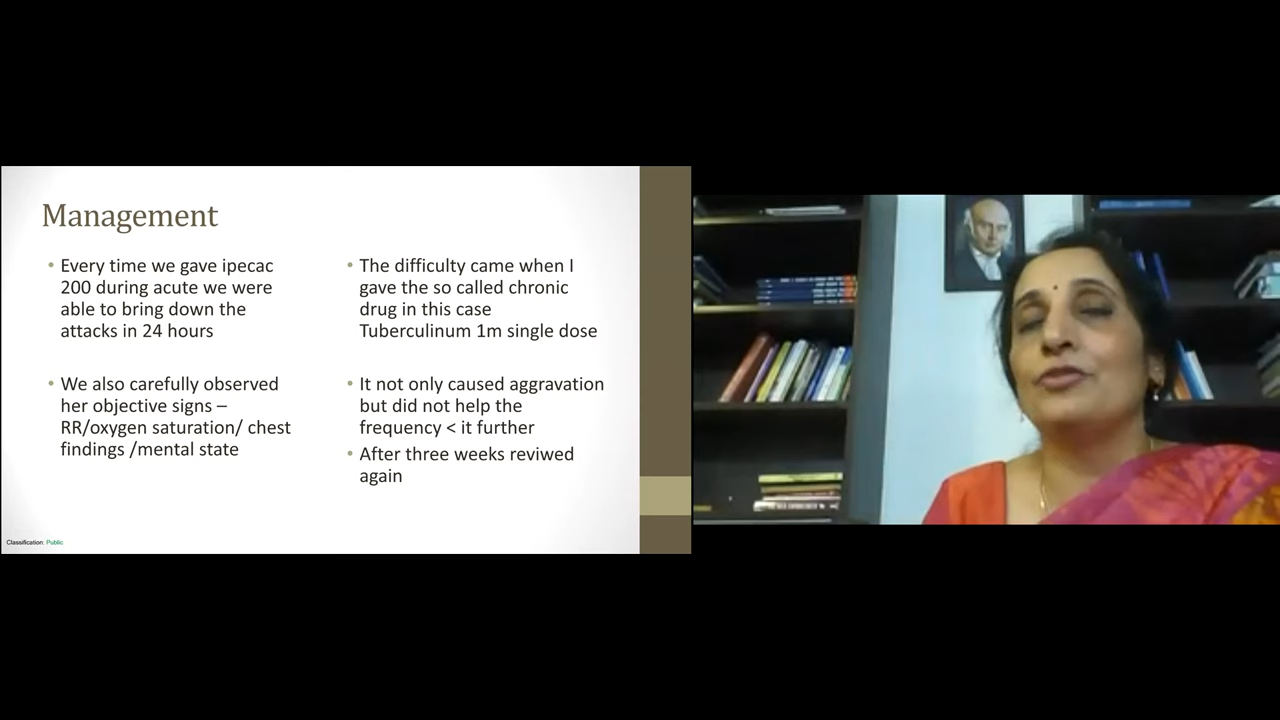 Management
• Every time we gave ipecac
200 during acute we were
able to bring down the
attacks in 24 hours
• We also carefully observed
her objective signs –
RR/oxygen saturation/ chest
findings /mental state
• The difficulty came when I
gave the so called chronic
drug in this case
Tuberculinum 1m single dose
• It not only caused aggravation
but did not help the
frequency < it further
• After three weeks reviwed
again
Classification: Public